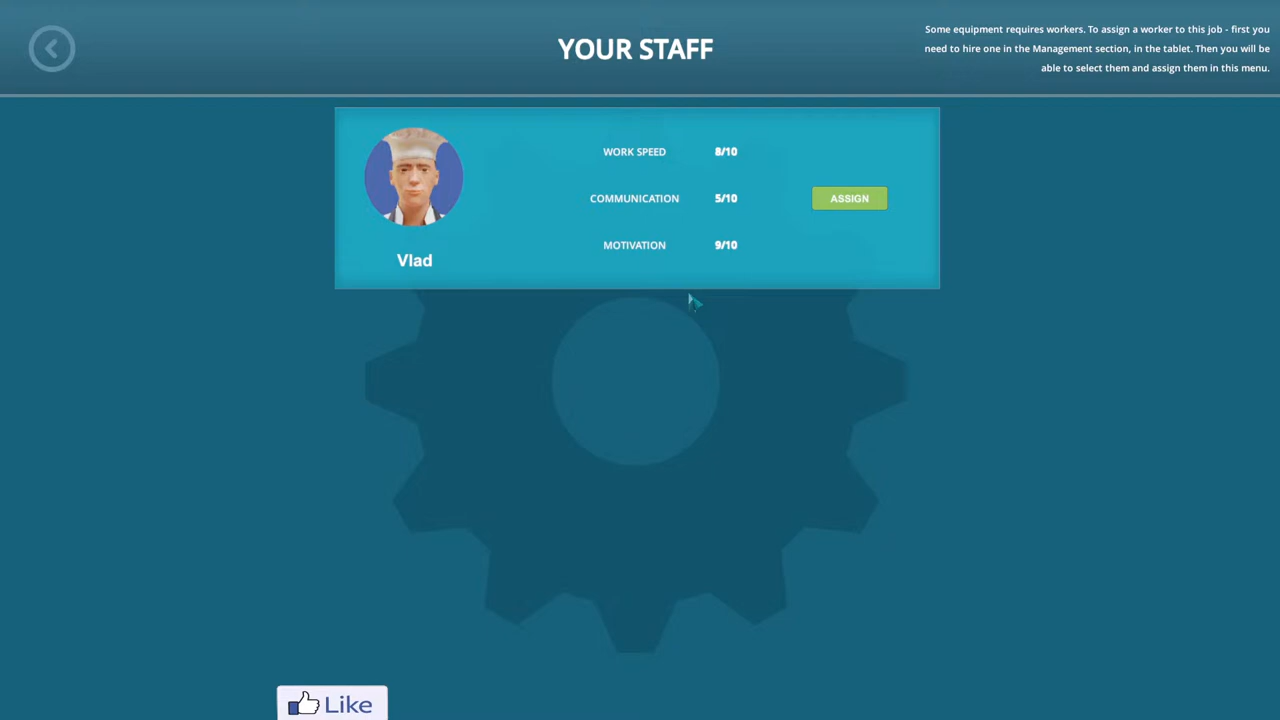 YOUR STAFF
Some equipment requires workers. To assign a worker to this job - first you
need to hire one in the Management section, in the tablet. Then you will be
able to select them and assign them in this menu.
WORK SPEED 8/10
COMMUNICATION 5/10
ASSIGN
MOTIVATION 9/10
Vlad
Like